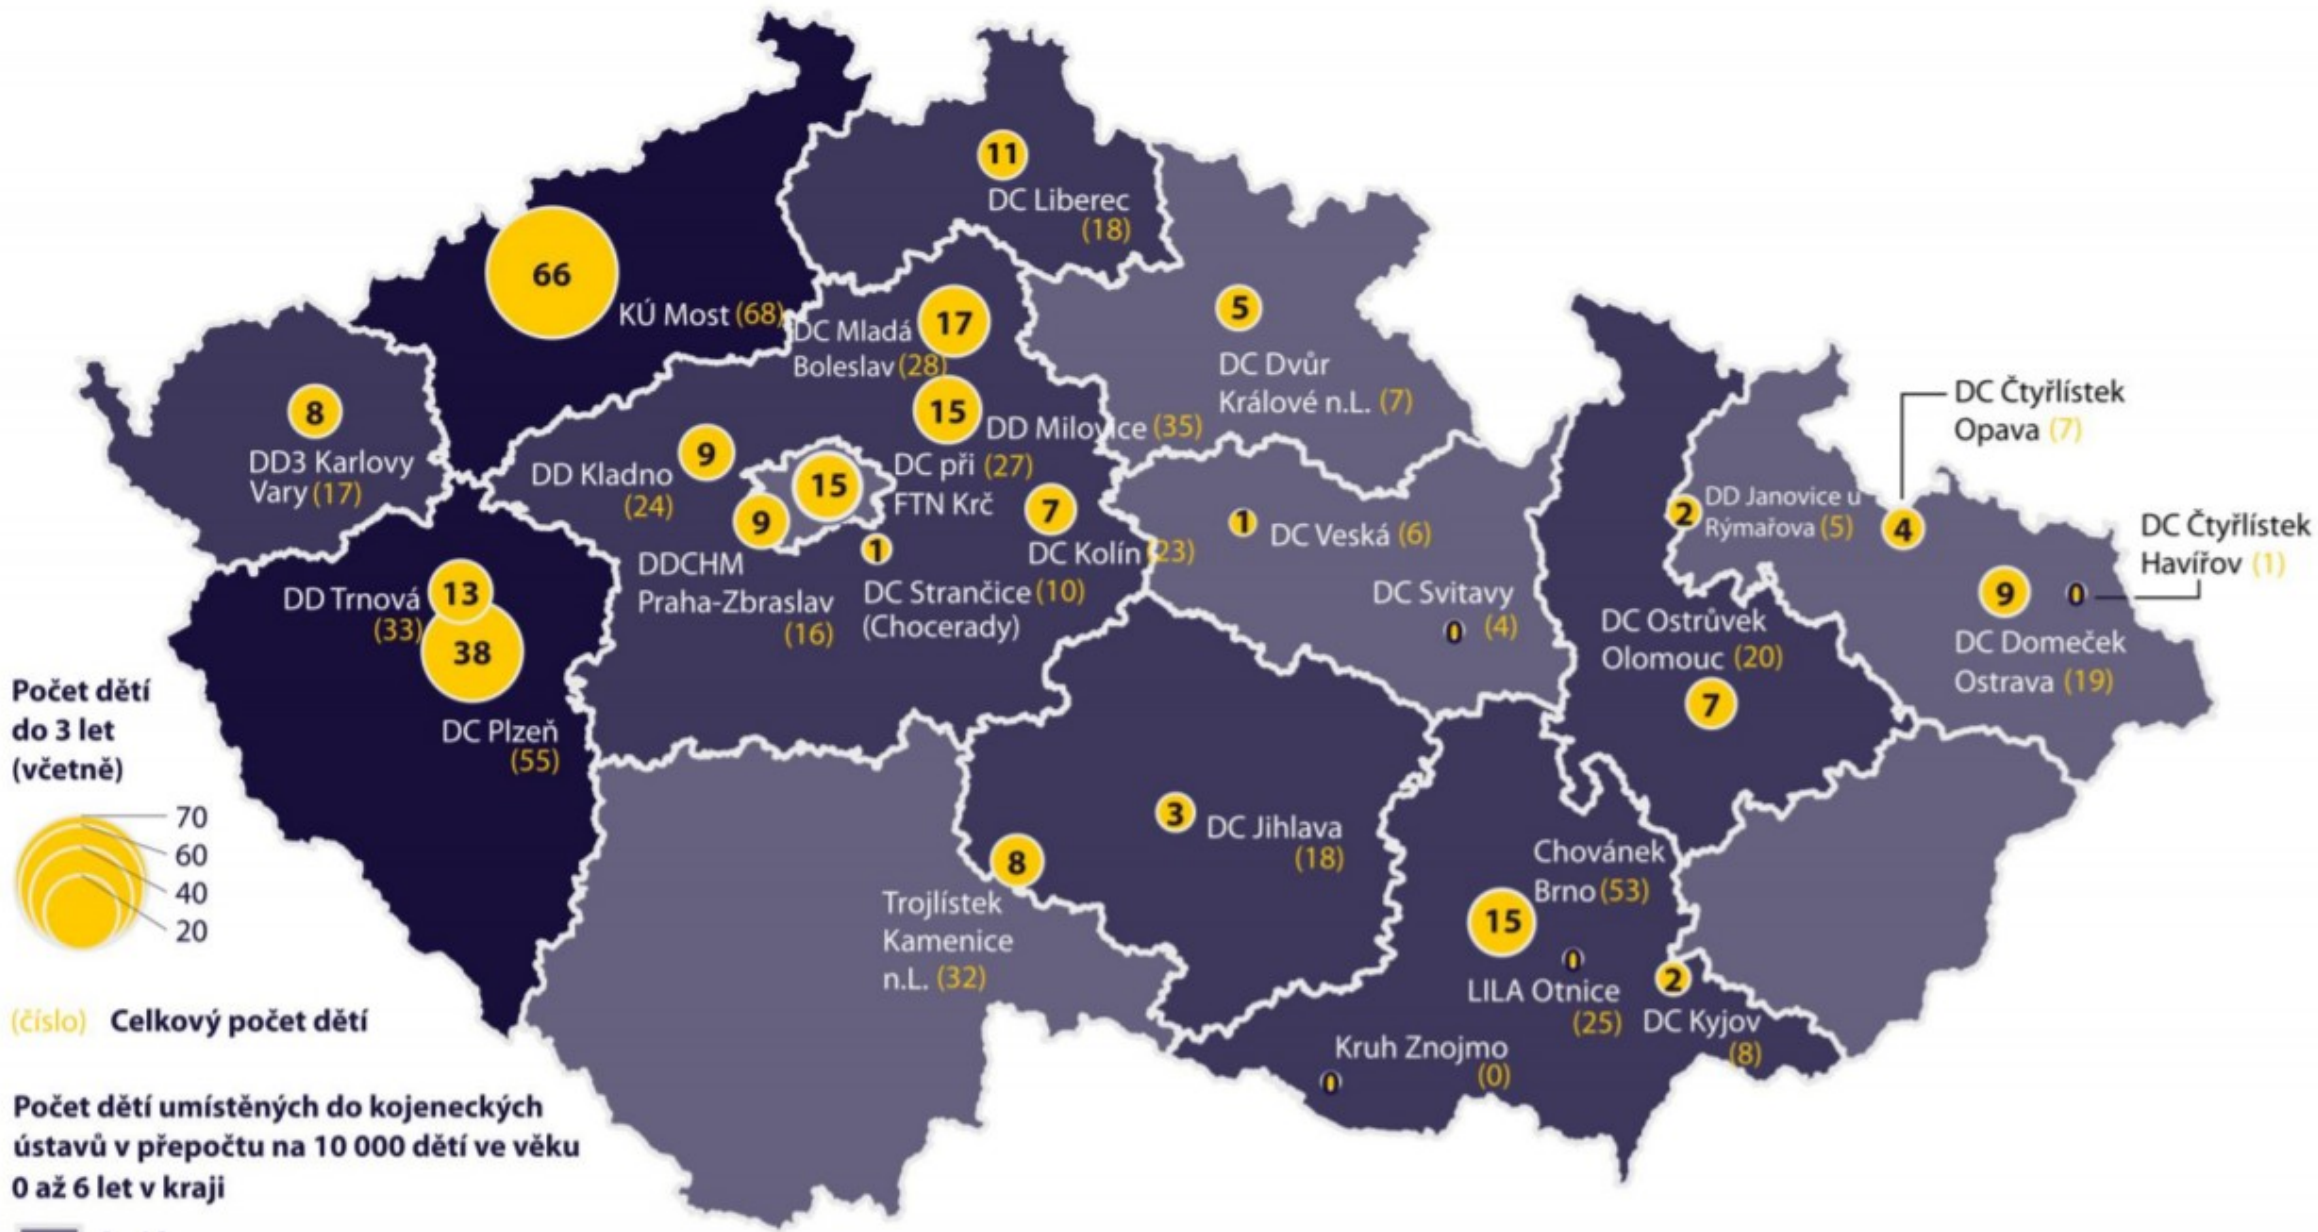 11
DC Liberec
(18)
66
KÚ Most (68)
DC Mladá
Boleslav (28)
17
5
DC Dvůr
Králové n.L. (7)
8
DD3 Karlovy
Vary (17)
15
DD Milovice (35)
DC Čtyřlístek
Opava (7)
DD Kladno
(24)
9
15
DC při (27)
FTN Krč
9
DDCHM
Praha-Zbraslav
(16)
1
DC Strančice (10)
(Chocerady)
7
DC Kolín (23)
1
DC Veská (6)
DC Svitavy
(4)
0
2
DD Janovice u
Rýmařova (5)
4
DC Čtyřlístek
Havířov (1)
9
0
DC Domeček
Ostrava (19)
DC Ostrůvek
Olomouc (20)
7
DD Trnová
(33)
13
38
DC Plzeň
(55)
3
DC Jihlava
(18)
8
Trojlístek
Kamenice
n.L. (32)
Chovánek
Brno (53)
15
0
LILA Otnice
(25)
2
DC Kyjov
(8)
Kruh Znojmo
(0)
0
Počet dětí
do 3 let
(včetně)
70
60
40
20
(číslo) Celkový počet dětí
Počet dětí umístěných do kojeneckých
ústavů v přepočtu na 10 000 dětí ve věku
0 až 6 let v kraji